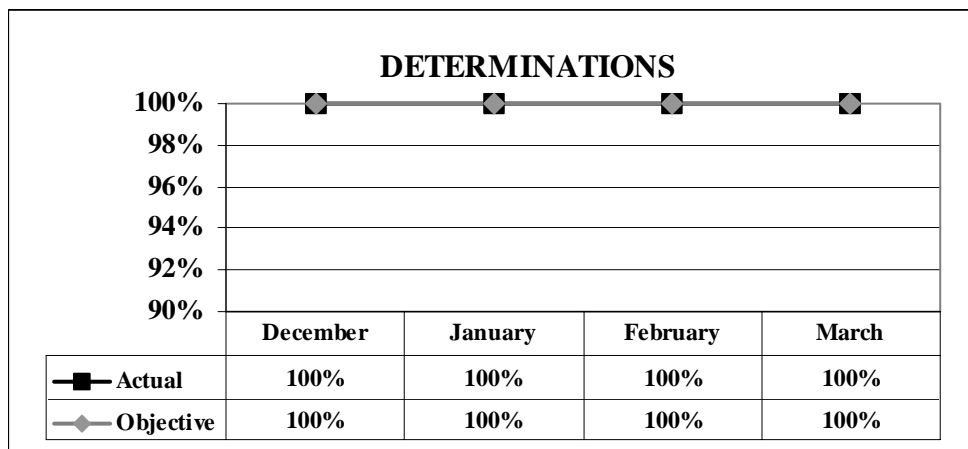 DETERMINATIONS
100%
98%
96%
94%
92%
90%
December January February March
Actual 100% 100% 100% 100%
Objective 100% 100% 100% 100%